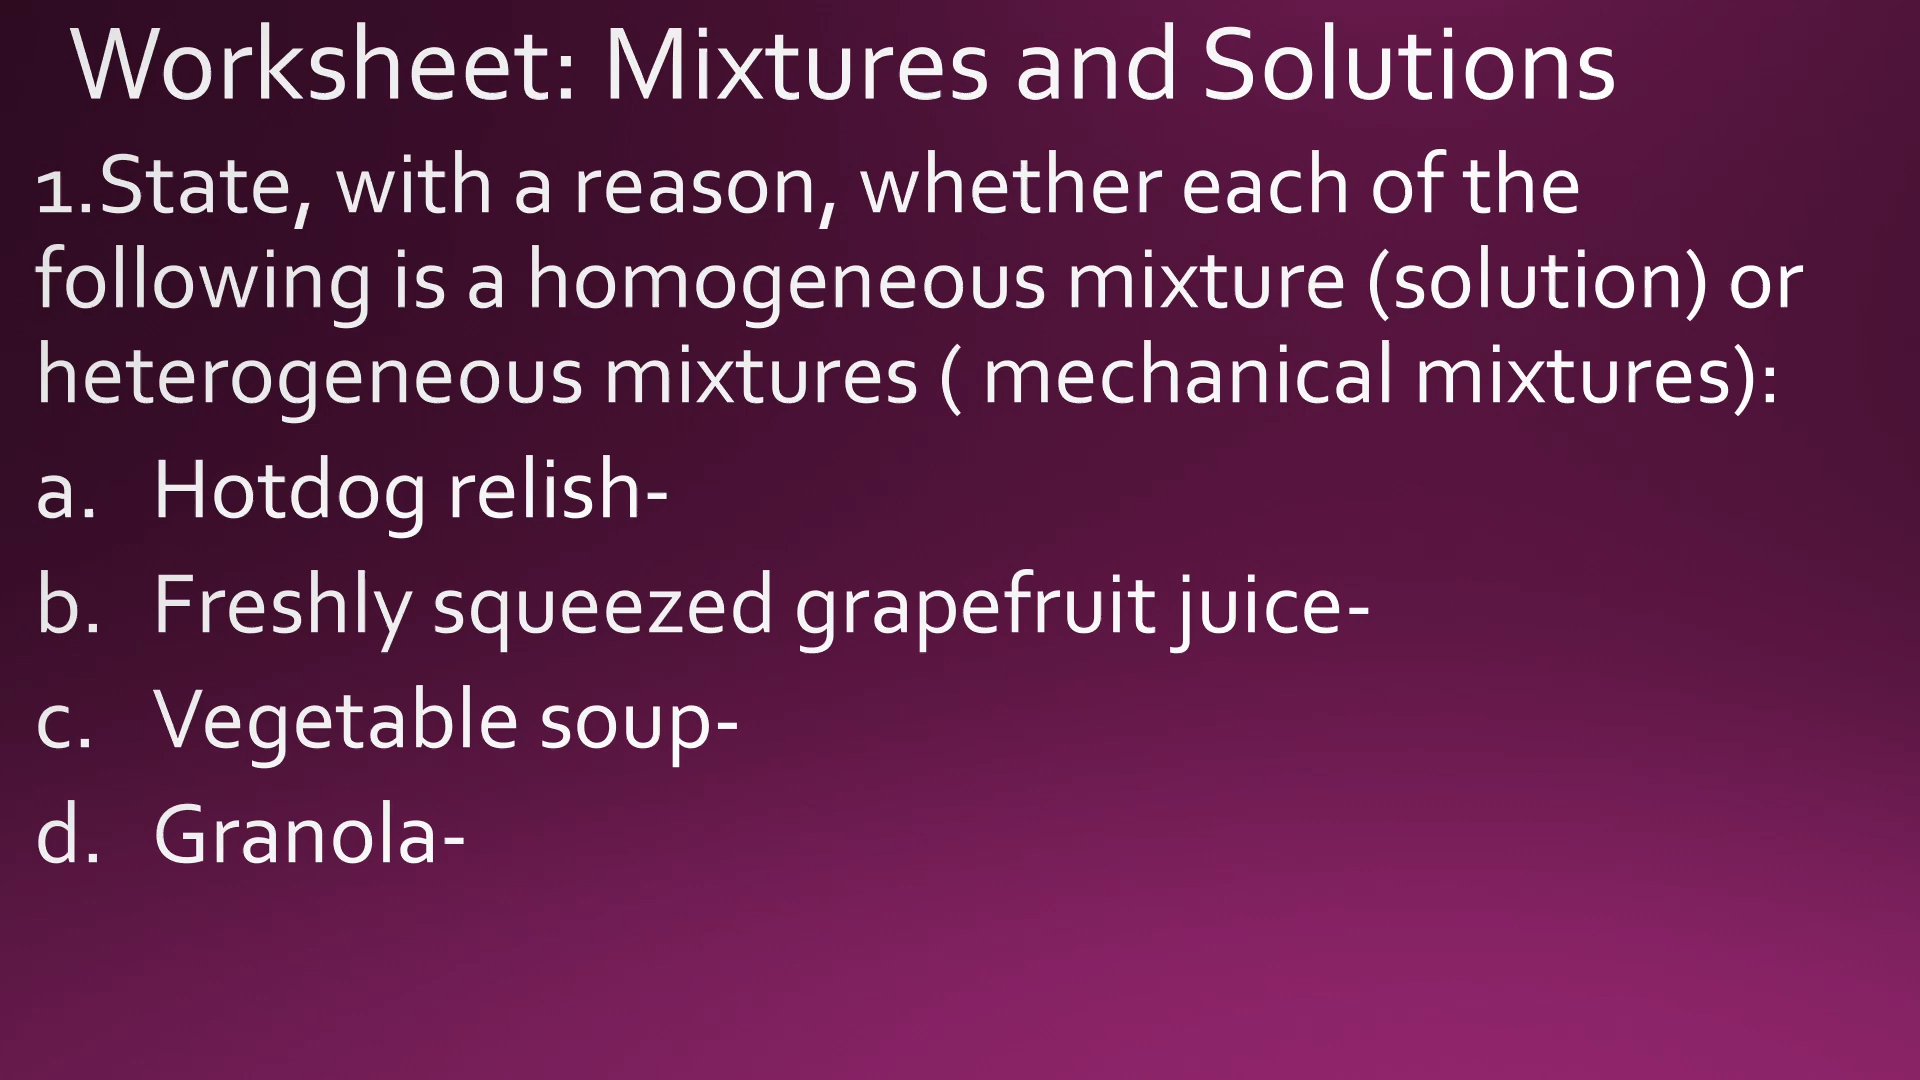 Worksheet: Mixtures and Solutions
1.State, with a reason, whether each of the
following is a homogeneous mixture (solution) or
heterogeneous mixtures ( mechanical mixtures):
a. Hotdog relish-
b. Freshly squeezed grapefruit juice-
c. Vegetable soup-
d. Granola-